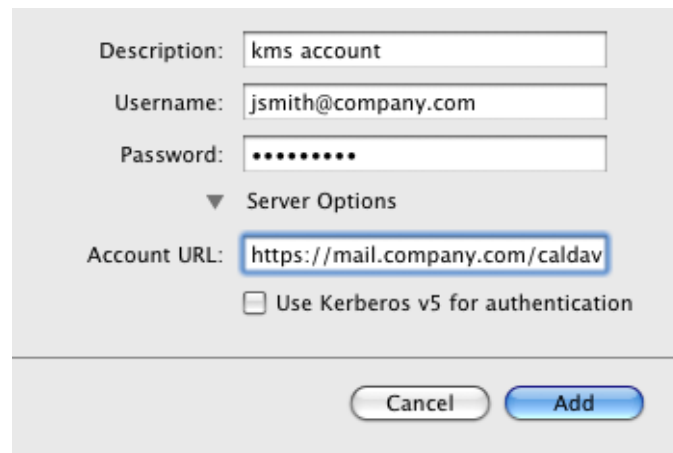 Description: kms account
Username: jsmith@company.com
Password: •••••••••
Server Options
Account URL: https://mail.company.com/caldav
Use Kerberos v5 for authentication
Cancel Add